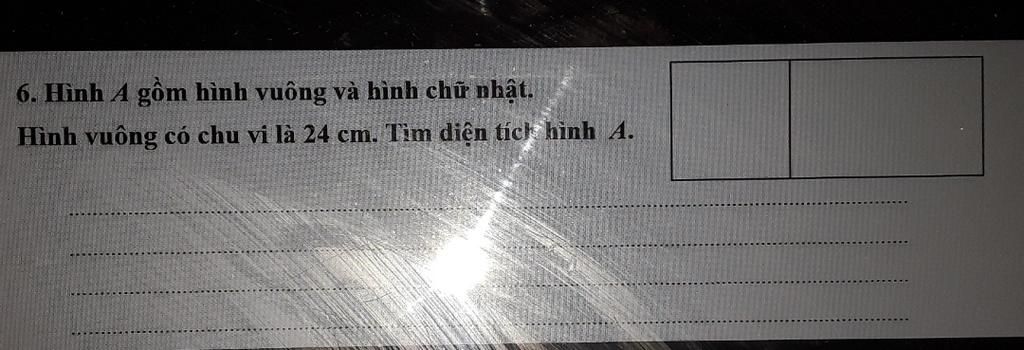 6. Hình A gồm hình vuông và hình chữ nhật.
Hình vuông có chu vi là 24 cm. Tìm diện tích hình A.